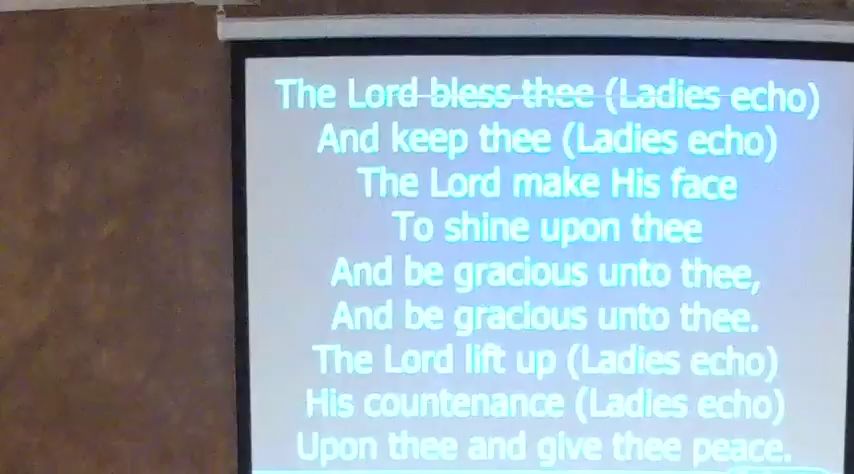 The Lord bless thee (Ladies echo)
And keep thee (Ladies echo)
The Lord make His face
To shine upon thee
And be gracious unto thee,
And be gracious unto thee.
The Lord lift up (Ladies echo)
His countenance (Ladies echo)
Upon thee and give thee peace.